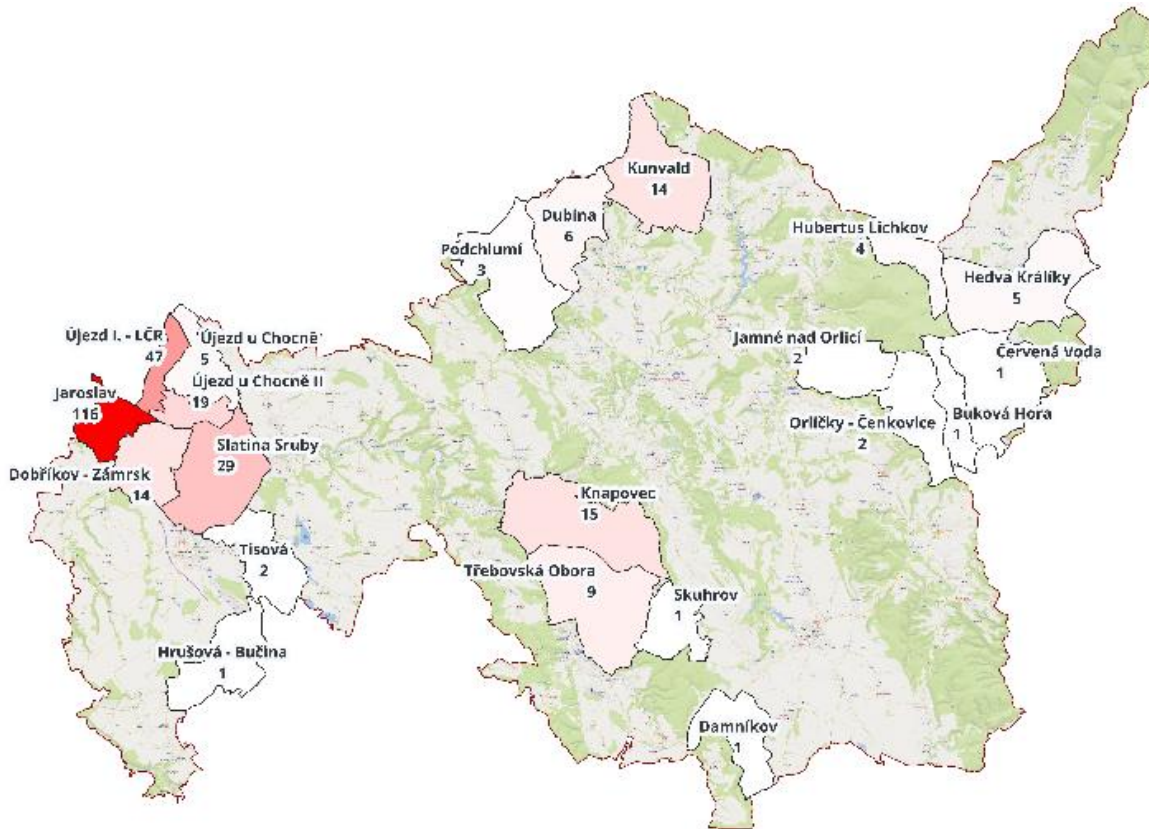 Kunvald
14
Dubina
6
Podchlumí
3
Hubertus Lichkov
4
Hedva Králíky
5
Újezd I. - LČR
47
Újezd u Chocně
5
Jamné nad Orlicí
2
Červená Voda
1
Jaroslav
116
Újezd u Chocně II
19
Orličky - Čenkovice
2
Buková Hora
1
Slatina Sruby
29
Dobříkov - Zámrsk
14
Knapovec
15
Tisová
2
Třebovská Obora
9
Skuhrov
1
Hrušová - Bučina
1
Damníkov
1